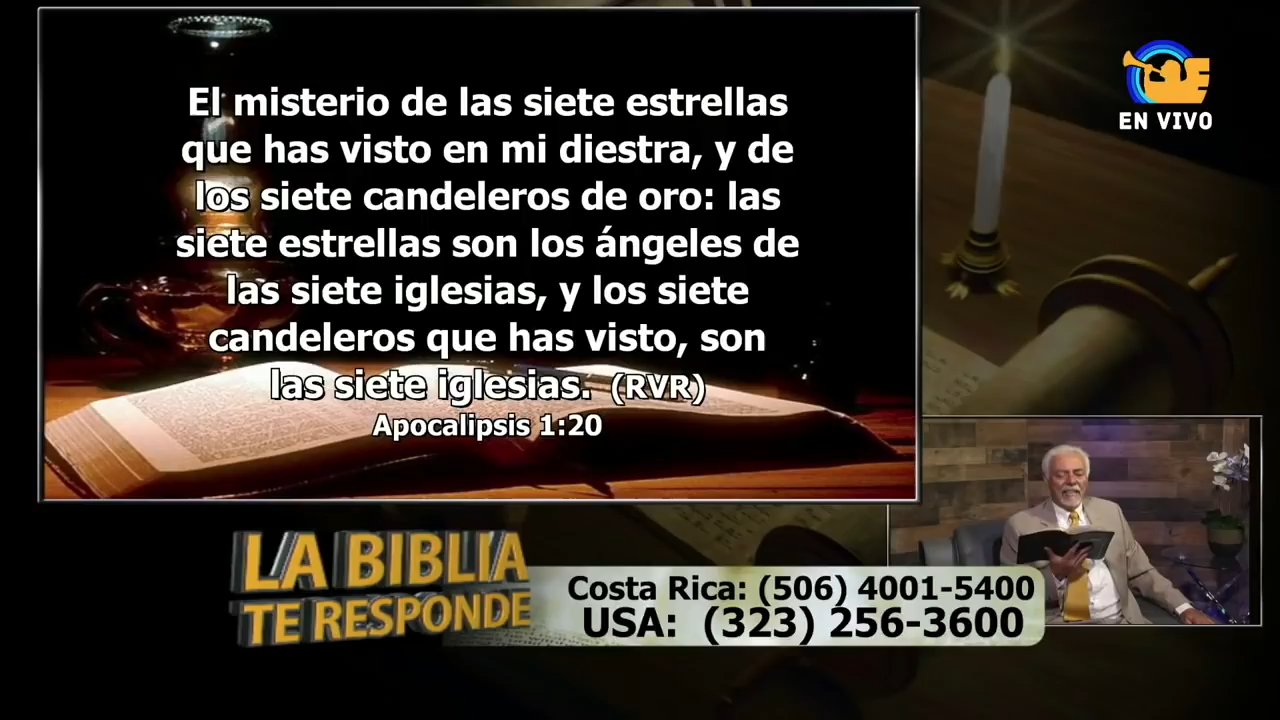 El misterio de las siete estrellas
que has visto en mi diestra, y de
los siete candeleros de oro: las
siete estrellas son los ángeles de
las siete iglesias, y los siete
candeleros que has visto, son
las siete iglesias. (RVR)
Apocalipsis 1:20
E
EN VIVO
LA BIBLIA
TE RESPONDE
Costa Rica: (506) 4001-5400
USA: (323) 256-3600